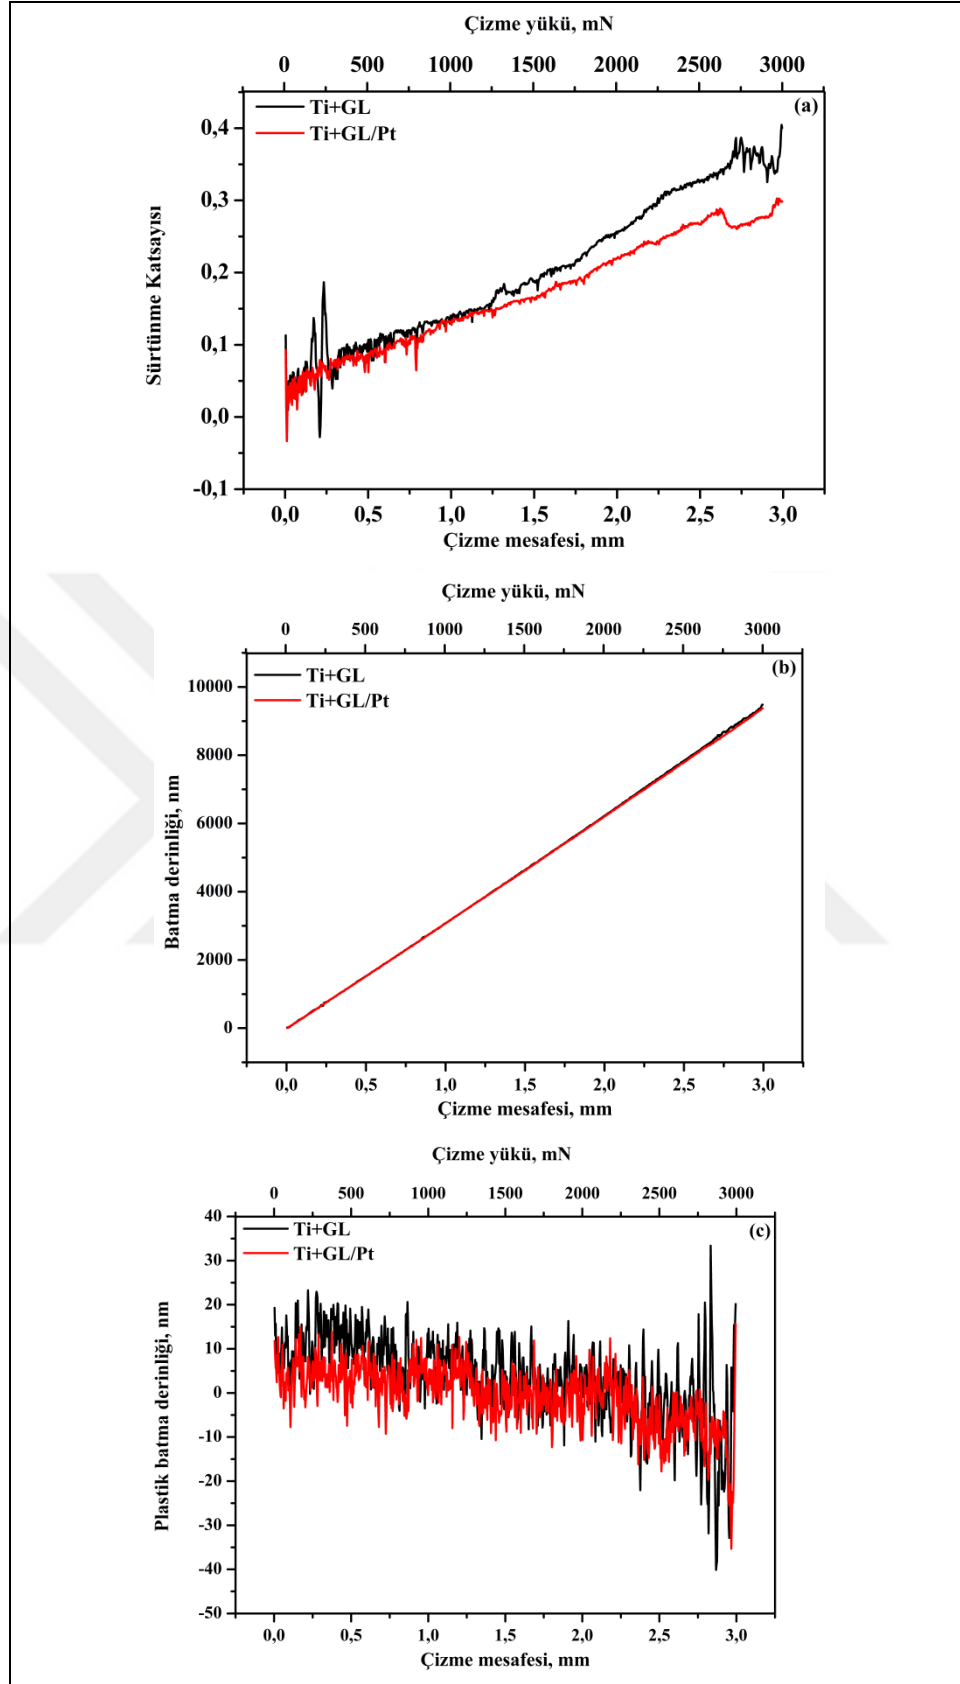 Çizme yükü, mN
0 500 1000 1500 2000 2500 3000
Ti+GL
(a)
Ti+GL/Pt
0,4
0,3
0,2
0,1
0,0
-0,1
Sürtünme Katsayısı
0,0 0,5 1,0 1,5 2,0 2,5 3,0
Çizme mesafesi, mm
Çizme yükü, mN
0 500 1000 1500 2000 2500 3000
Ti+GL
(b)
Ti+GL/Pt
10000
8000
6000
4000
2000
0
Batma derinliği, nm
0,0 0,5 1,0 1,5 2,0 2,5 3,0
Çizme mesafesi, mm
Çizme yükü, mN
0 500 1000 1500 2000 2500 3000
Ti+GL
(c)
Ti+GL/Pt
40
30
20
10
0
-10
-20
-30
-40
-50
Plastik batma derinliği, nm
0,0 0,5 1,0 1,5 2,0 2,5 3,0
Çizme mesafesi, mm